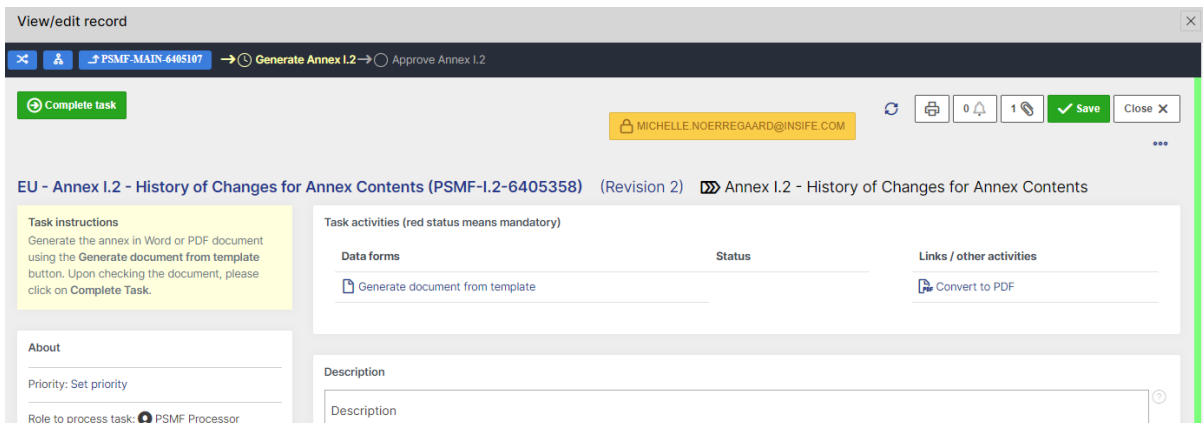 View/edit record
PSMF-MAIN-6405107 Generate Annex I.2 Approve Annex I.2
Complete task
MICHELLE.NOERREGAARD@INSIFE.COM
0 1 Save Close X
EU - Annex I.2 - History of Changes for Annex Contents (PSMF-I.2-6405358) (Revision 2) Annex I.2 - History of Changes for Annex Contents
Task instructions
Generate the annex in Word or PDF document
using the Generate document from template
button. Upon checking the document, please
click on Complete Task.
Task activities (red status means mandatory)
Data forms Status Links / other activities
Generate document from template PDF Convert to PDF
About
Priority: Set priority
Role to process task: PSMF Processor
Description
Description
?